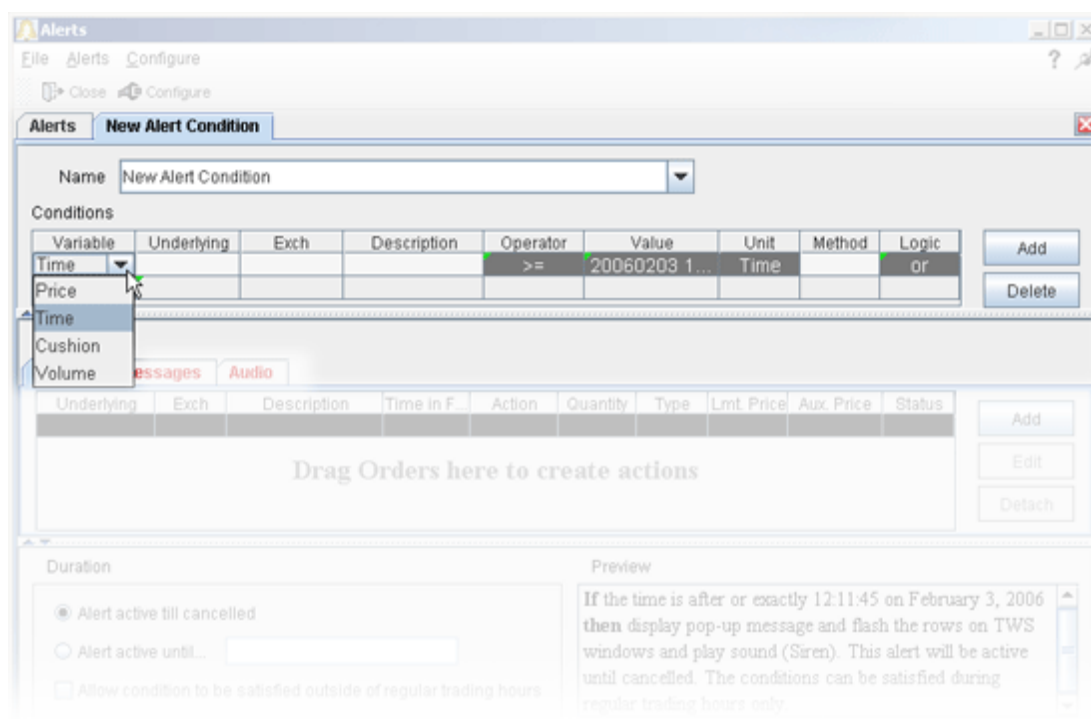 Alerts
File Alerts Configure
?
Close Configure
Alerts New Alert Condition
Name New Alert Condition
Conditions
Variable Underlying Exch Description Operator Value Unit Method Logic
Add
Time >= 20060203 1... Time or
Price
Delete
Time
Cushion
Volume essages Audio
Underlying Exch Description Time in F... Action Quantity Type Lmt. Price Aux. Price Status
Add
Drag Orders here to create actions
Edit
Detach
Duration
Alert active till cancelled
Alert active until...
Allow condition to be satisfied outside of regular trading hours
Preview
If the time is after or exactly 12:11:45 on February 3, 2006
then display pop-up message and flash the rows on TWS
windows and play sound (Siren). This alert will be active
until cancelled. The conditions can be satisfied during
regular trading hours only.